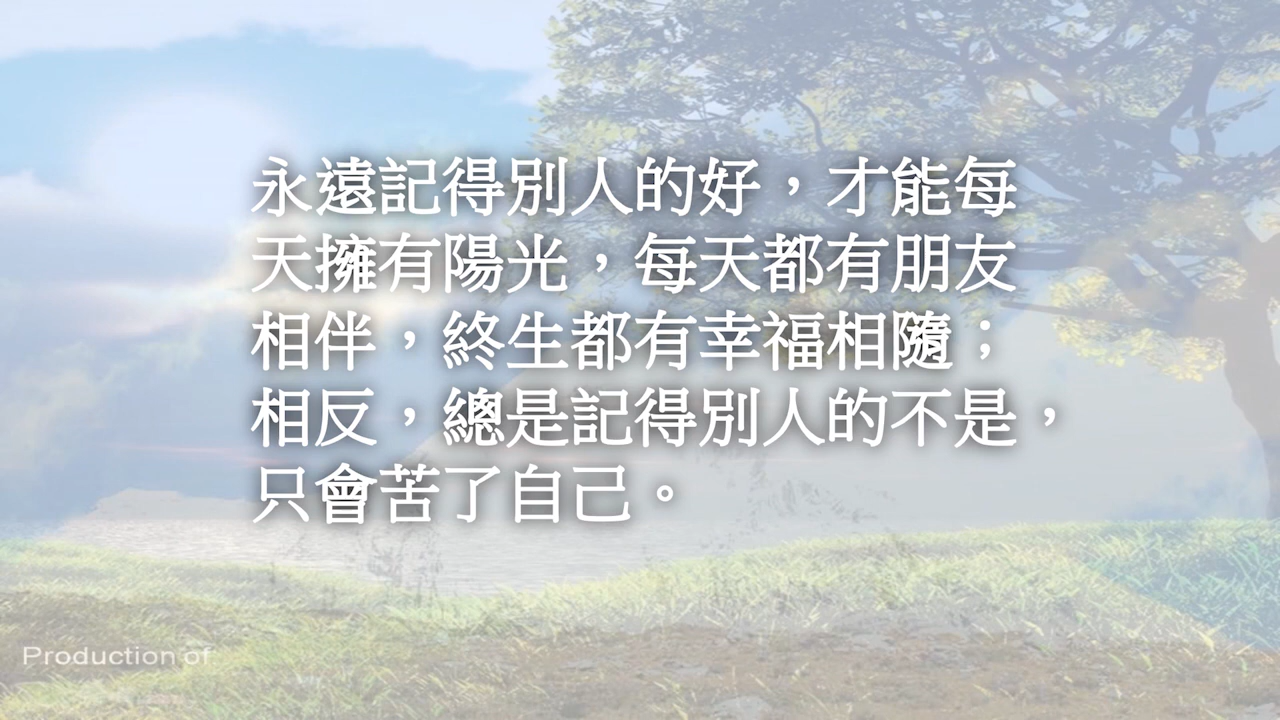 永遠記得別人的好，才能每
天擁有陽光，每天都有朋友
相伴，終生都有幸福相隨；
相反，總是記得別人的不是，
只會苦了自己。
Production of